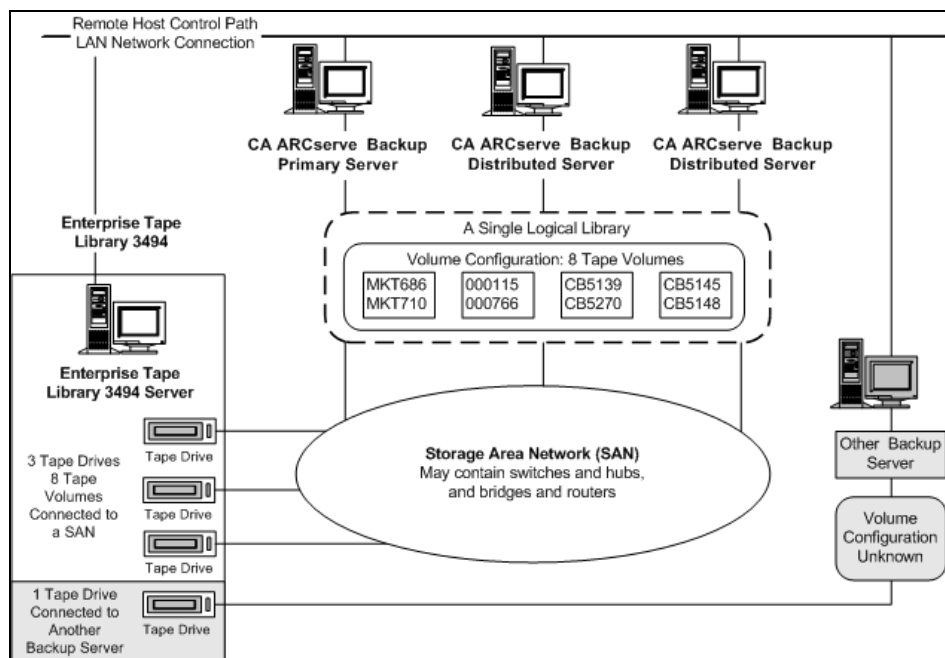 Remote Host Control Path
LAN Network Connection
CA ARCserve Backup
Primary Server
CA ARCserve Backup
Distributed Server
CA ARCserve Backup
Distributed Server
Enterprise Tape
Library 3494
A Single Logical Library
Volume Configuration: 8 Tape Volumes
MKT686
MKT710
000115
000766
CB5139
CB5270
CB5145
CB5148
Enterprise Tape
Library 3494 Server
3 Tape Drives
8 Tape
Volumes
Connected to
a SAN
Tape Drive
Tape Drive
Tape Drive
Storage Area Network (SAN)
May contain switches and hubs,
and bridges and routers
Other Backup
Server
Volume
Configuration
Unknown
1 Tape Drive
Connected to
Another
Backup Server
Tape Drive